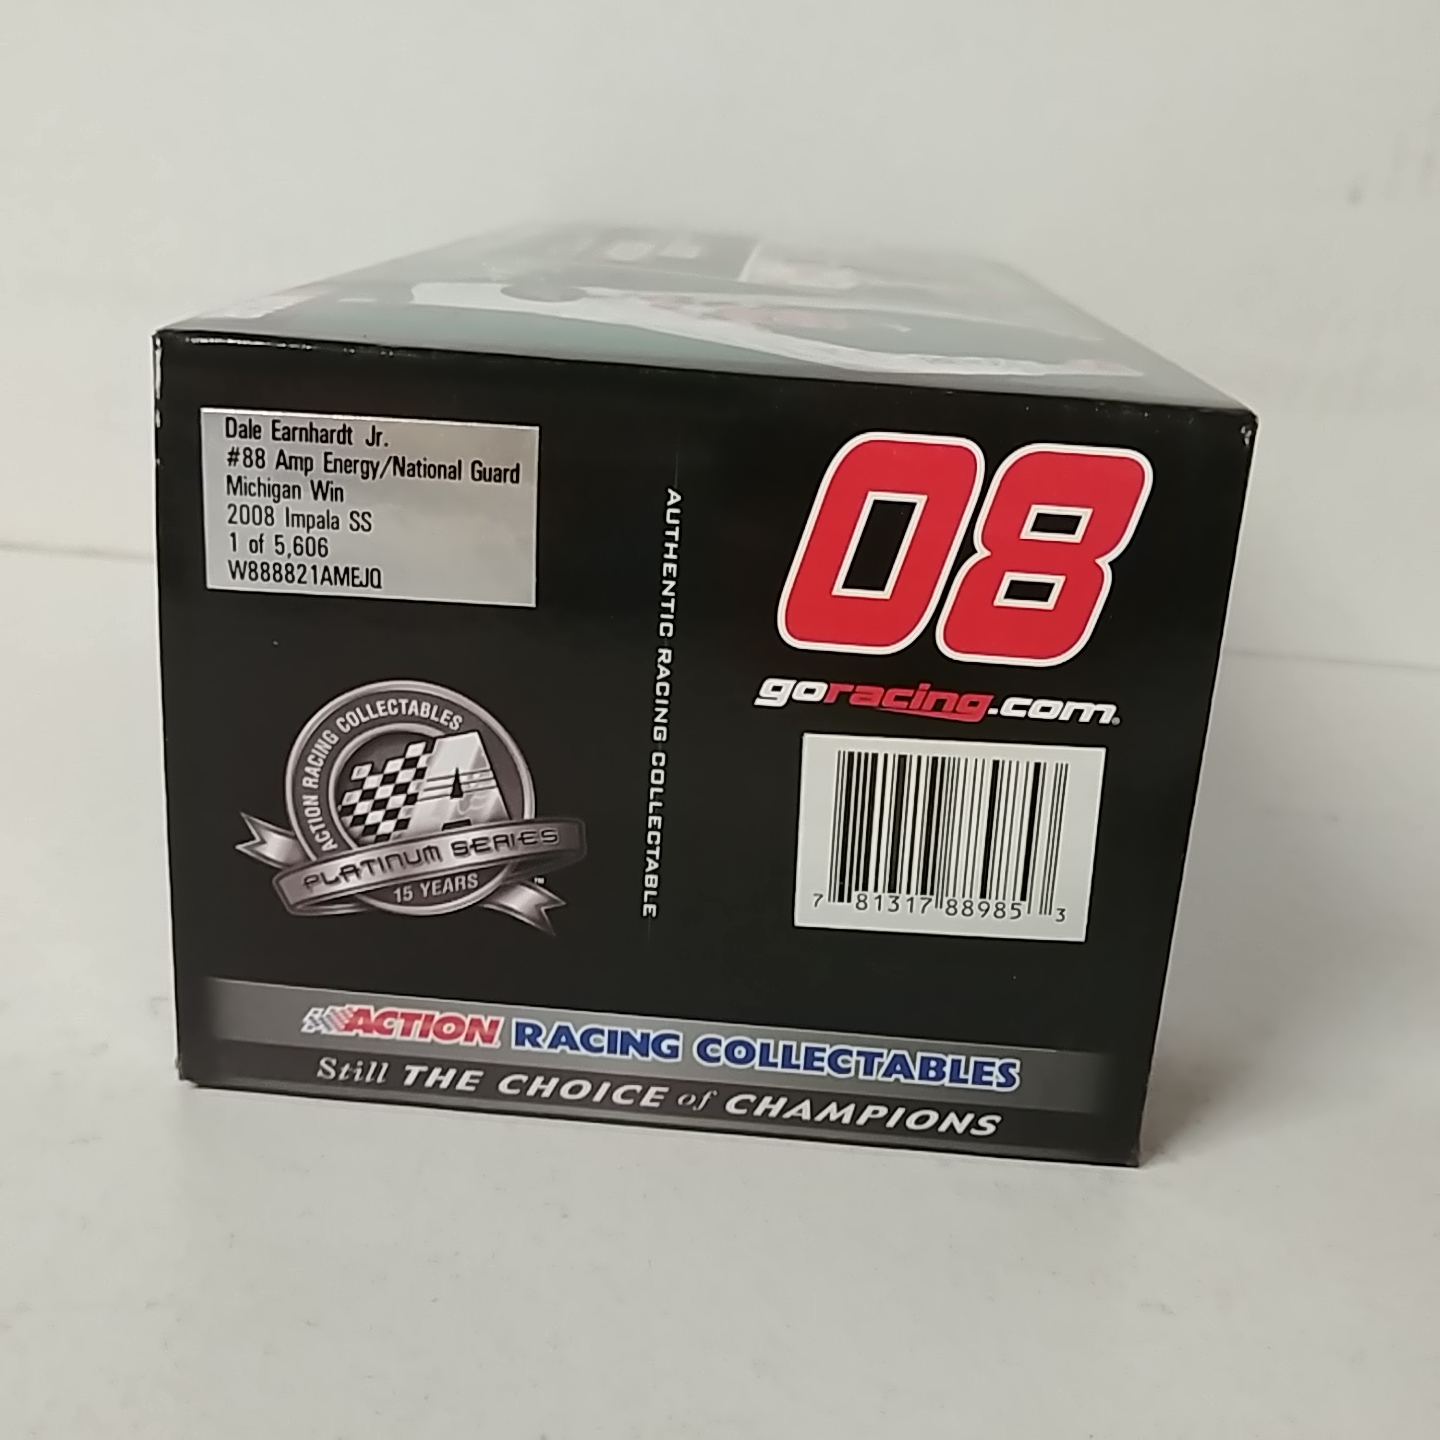 Dale Earnhardt Jr.
#88 Amp Energy/National Guard
Michigan Win
2008 Impala SS
1 of 5,606
W888821AMEJQ
ACTION RACING COLLECTABLES
A
PLATINUM SERIES
15 YEARS
™
AUTHENTIC RACING COLLECTABLE
08
goracing.com
7 81317 88985 3
ACTION RACING COLLECTABLES
Still THE CHOICE of CHAMPIONS